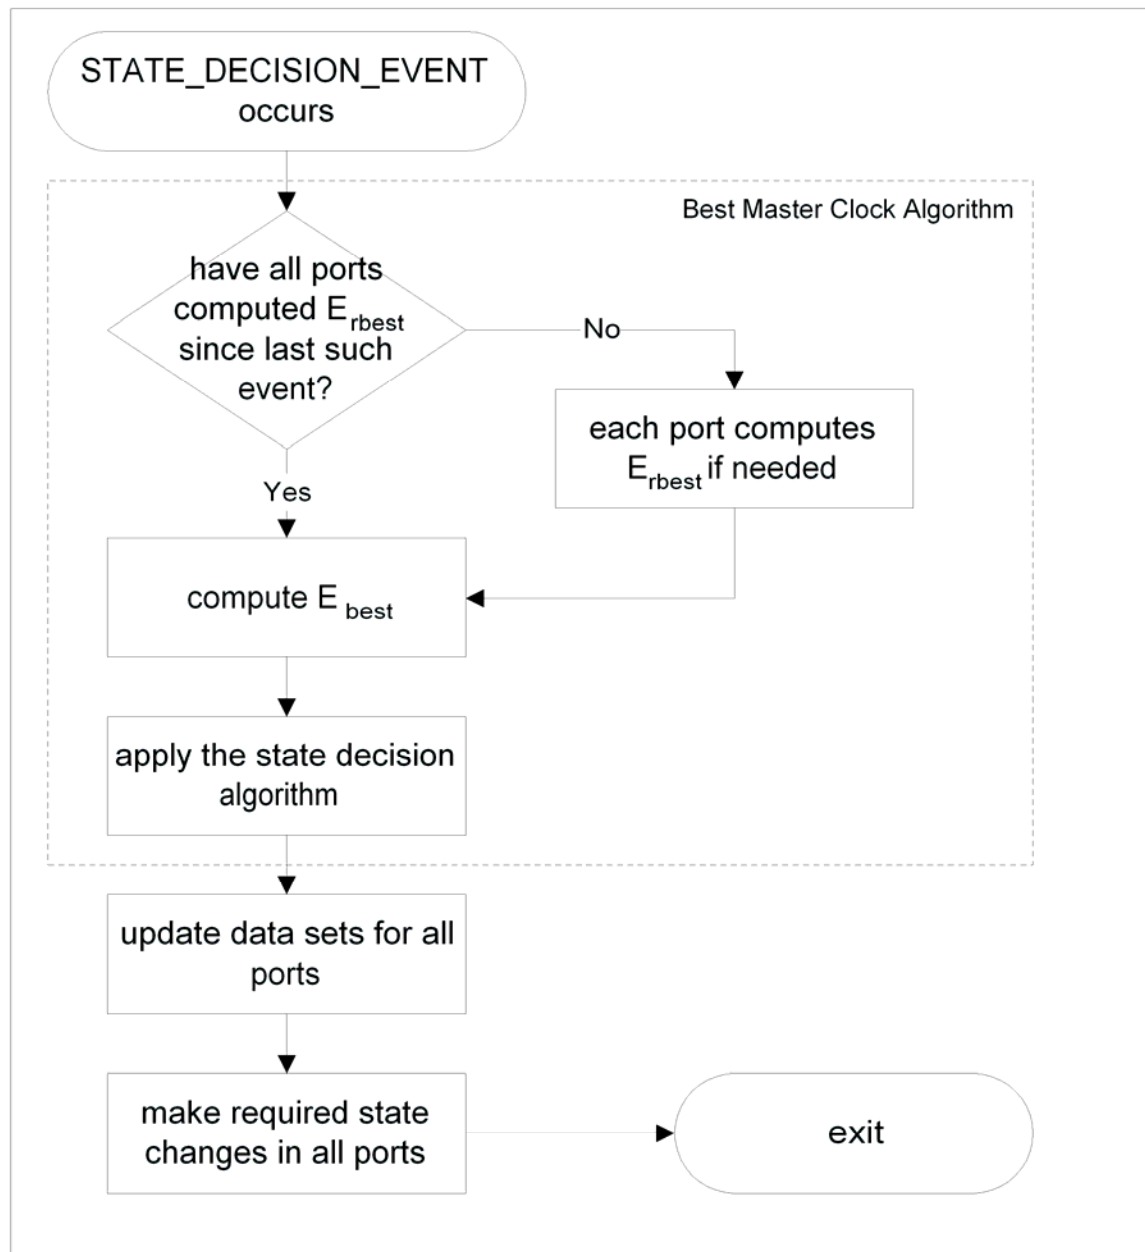 STATE_DECISION_EVENT
occurs
Best Master Clock Algorithm
have all ports
computed E rbest
since last such
event?
No
each port computes
E rbest if needed
Yes
compute E best
apply the state decision
algorithm
update data sets for all
ports
make required state
changes in all ports
exit